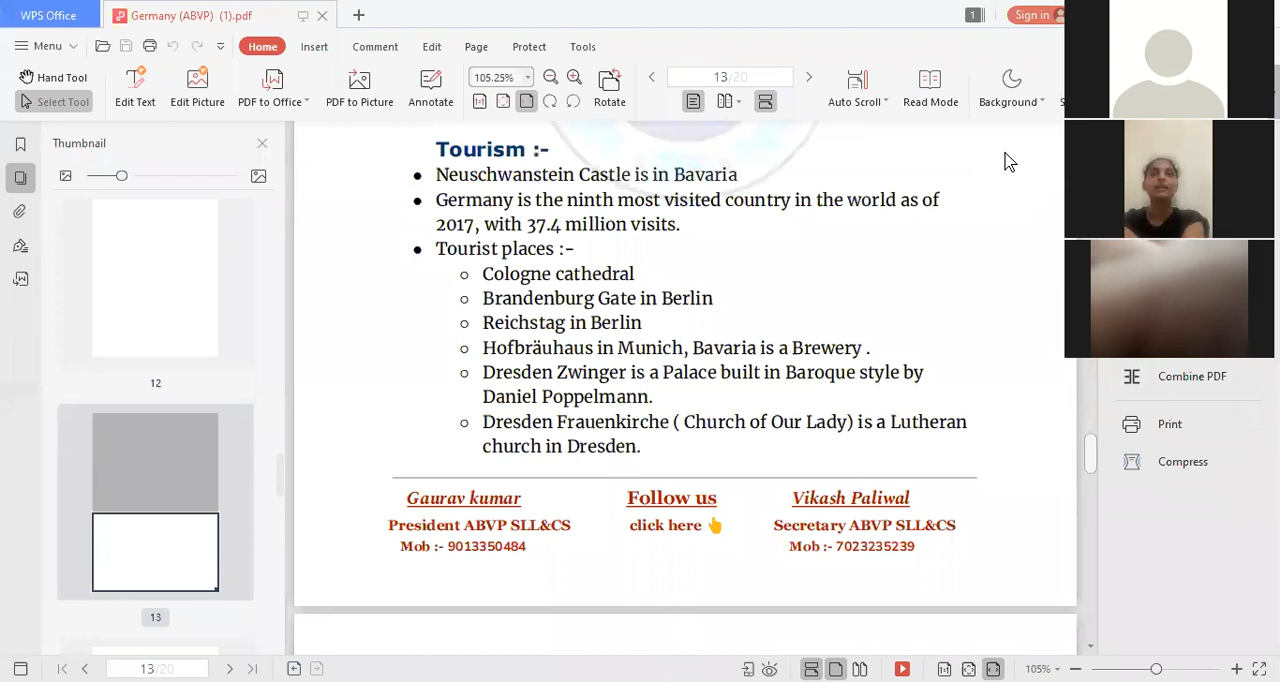 WPS Office
Germany (ABVP) (1).pdf
1
Sign in
Menu
Home
Insert
Comment
Edit
Page
Protect
Tools
Hand Tool
Select Tool
Edit Text
Edit Picture
PDF to Office
PDF to Picture
Annotate
105.25%
Rotate
13/20
Auto Scroll
Read Mode
Background
Thumbnail
12
13
Tourism :-
• Neuschwanstein Castle is in Bavaria
• Germany is the ninth most visited country in the world as of
2017, with 37.4 million visits.
• Tourist places :-
○ Cologne cathedral
○ Brandenburg Gate in Berlin
○ Reichstag in Berlin
○ Hofbräuhaus in Munich, Bavaria is a Brewery .
○ Dresden Zwinger is a Palace built in Baroque style by
Daniel Poppelmann.
○ Dresden Frauenkirche ( Church of Our Lady) is a Lutheran
church in Dresden.
Gaurav kumar
President ABVP SLL&CS
Mob :- 9013350484
Follow us
click here 👆
Vikash Paliwal
Secretary ABVP SLL&CS
Mob :- 7023235239
Combine PDF
Print
Compress
13/20
105%